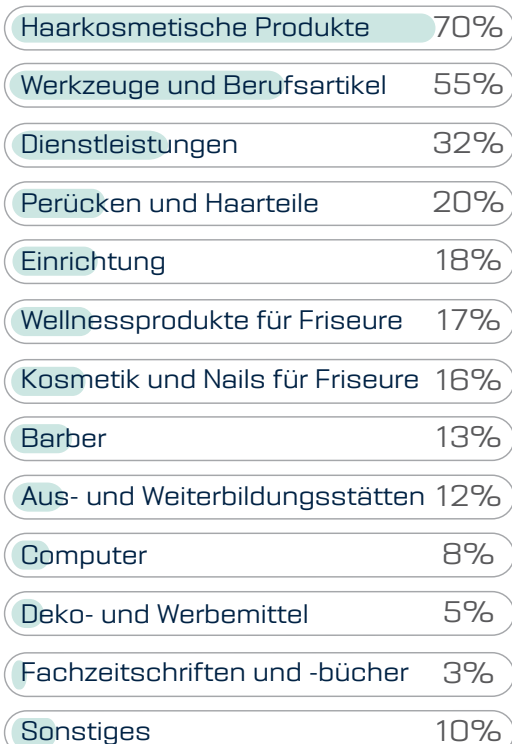 Haarkosmetische Produkte 70%
Werkzeuge und Berufsartikel 55%
Dienstleistungen 32%
Perücken und Haarteile 20%
Einrichtung 18%
Wellnessprodukte für Friseure 17%
Kosmetik und Nails für Friseure 16%
Barber 13%
Aus- und Weiterbildungsstätten 12%
Computer 8%
Deko- und Werbemittel 5%
Fachzeitschriften und -bücher 3%
Sonstiges 10%